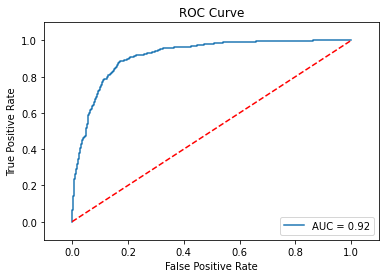 ROC Curve
True Positive Rate
1.0
0.8
0.6
0.4
0.2
0.0
0.0 0.2 0.4 0.6 0.8 1.0
False Positive Rate
AUC = 0.92